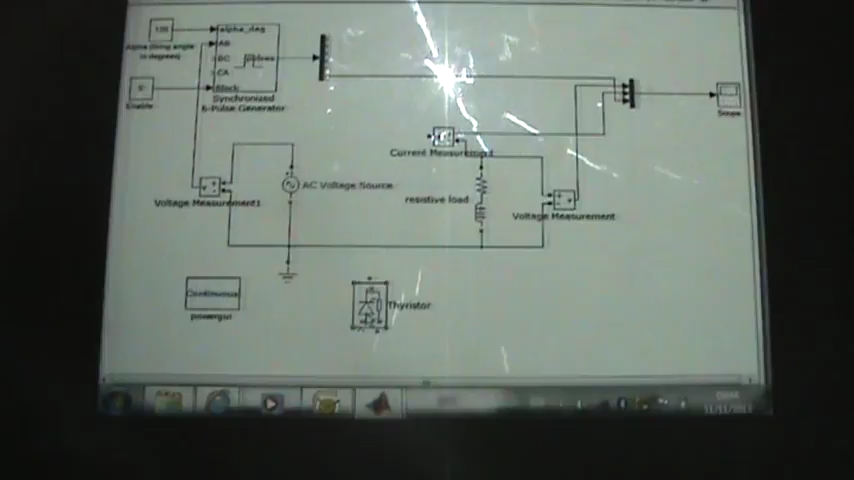 alpha_deg
Alpha (firing angle
in degrees)
AB
BC
pulses
CA
Block
Enable
Synchronized
6-Pulse Generator
Scope
Current Measurement
AC Voltage Source
resistive load
Voltage Measurement1
Voltage Measurement
Continuous
powergui
Thyristor